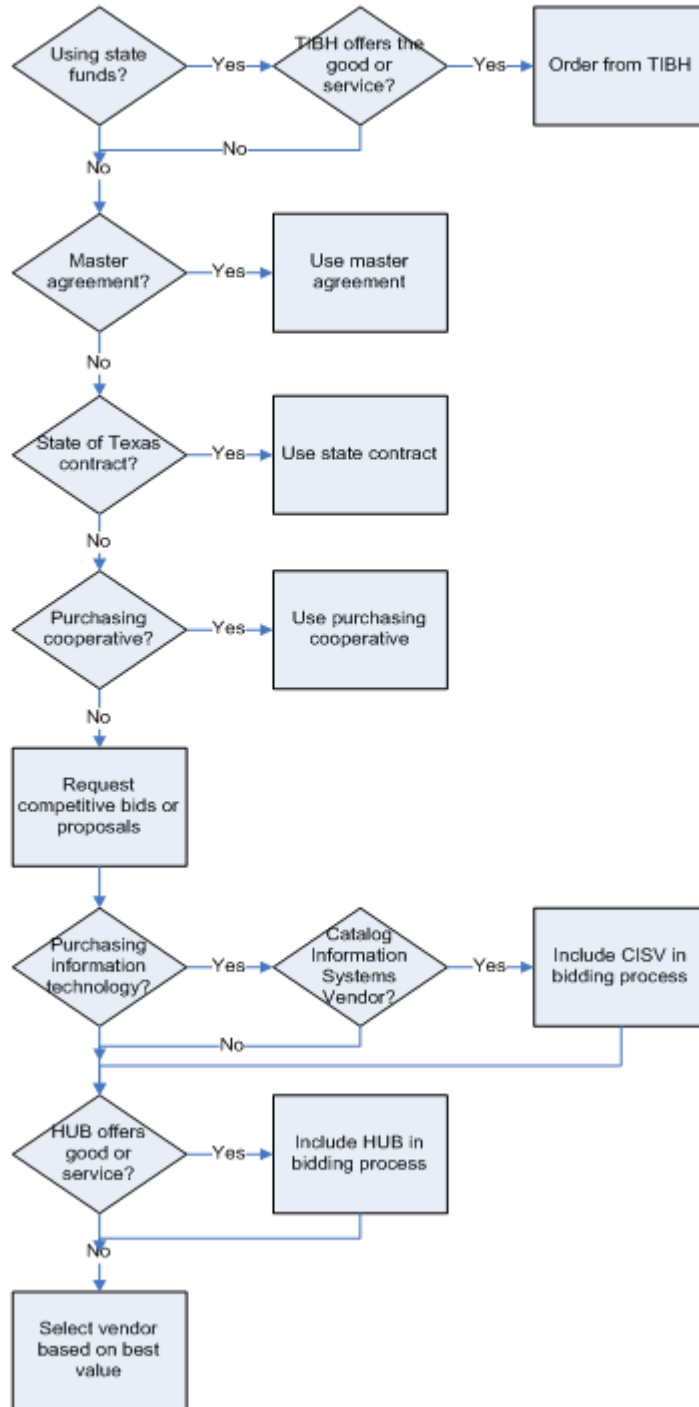 Using state
funds?
Yes
TIBH offers the
good or
service?
Yes
Order from TIBH
No
No
Master
agreement?
Yes
Use master
agreement
No
State of Texas
contract?
Yes
Use state contract
No
Purchasing
cooperative?
Yes
Use purchasing
cooperative
No
Request
competitive bids or
proposals
Purchasing
information
technology?
Yes
Catalog
Information
Systems
Vendor?
Yes
Include CISV in
bidding process
No
HUB offers
good or
service?
Yes
Include HUB in
bidding process
No
Select vendor
based on best
value